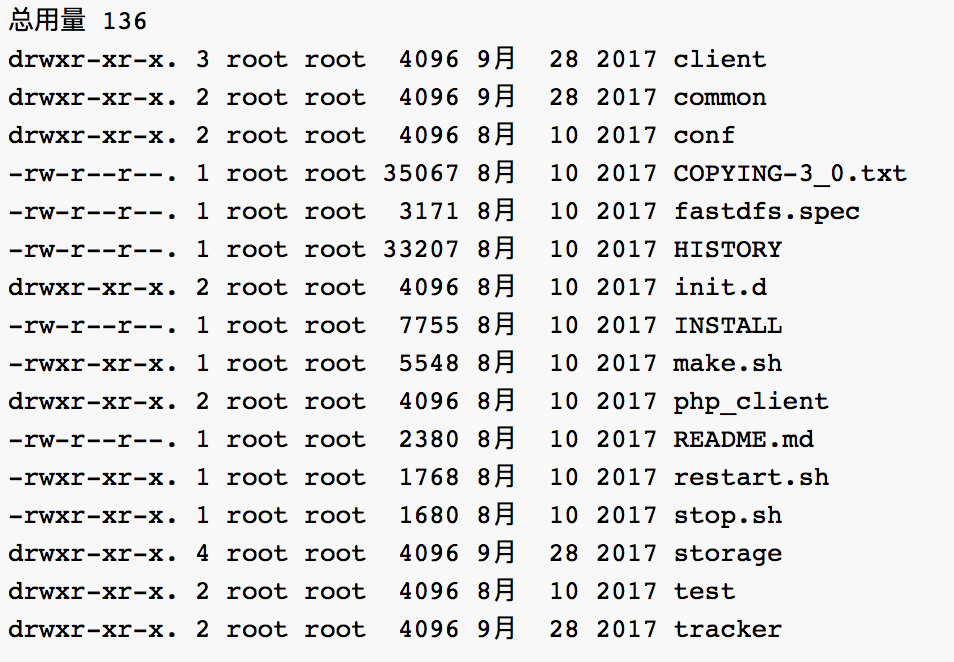 总用量 136
drwxr-xr-x. 3 root root  4096 9月  28 2017 client
drwxr-xr-x. 2 root root  4096 9月  28 2017 common
drwxr-xr-x. 2 root root  4096 8月  10 2017 conf
-rw-r--r--. 1 root root 35067 8月  10 2017 COPYING-3_0.txt
-rw-r--r--. 1 root root  3171 8月  10 2017 fastdfs.spec
-rw-r--r--. 1 root root 33207 8月  10 2017 HISTORY
drwxr-xr-x. 2 root root  4096 8月  10 2017 init.d
-rw-r--r--. 1 root root  7755 8月  10 2017 INSTALL
-rwxr-xr-x. 1 root root  5548 8月  10 2017 make.sh
drwxr-xr-x. 2 root root  4096 8月  10 2017 php_client
-rw-r--r--. 1 root root  2380 8月  10 2017 README.md
-rwxr-xr-x. 1 root root  1768 8月  10 2017 restart.sh
-rwxr-xr-x. 1 root root  1680 8月  10 2017 stop.sh
drwxr-xr-x. 4 root root  4096 9月  28 2017 storage
drwxr-xr-x. 2 root root  4096 8月  10 2017 test
drwxr-xr-x. 2 root root  4096 9月  28 2017 tracker